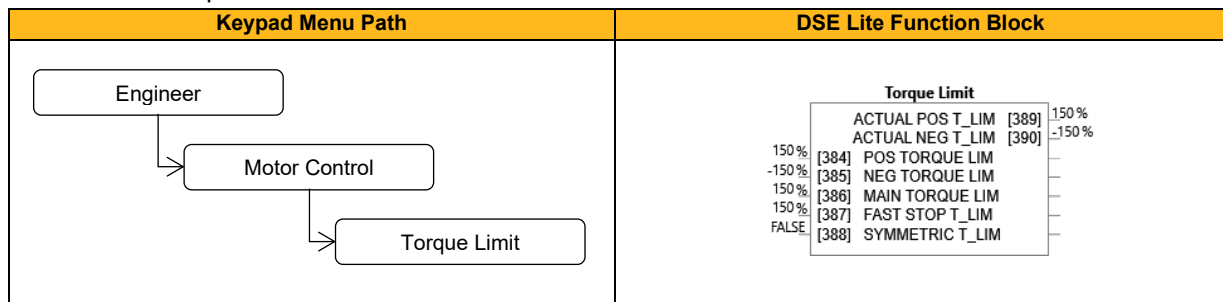 Keypad Menu Path
DSE Lite Function Block
Engineer
Motor Control
Torque Limit
Torque Limit
ACTUAL POS T_LIM [389] 150 %
ACTUAL NEG T_LIM [390] -150 %
150 % [384] POS TORQUE LIM
-150 % [385] NEG TORQUE LIM
150 % [386] MAIN TORQUE LIM
150 % [387] FAST STOP T_LIM
FALSE [388] SYMMETRIC T_LIM